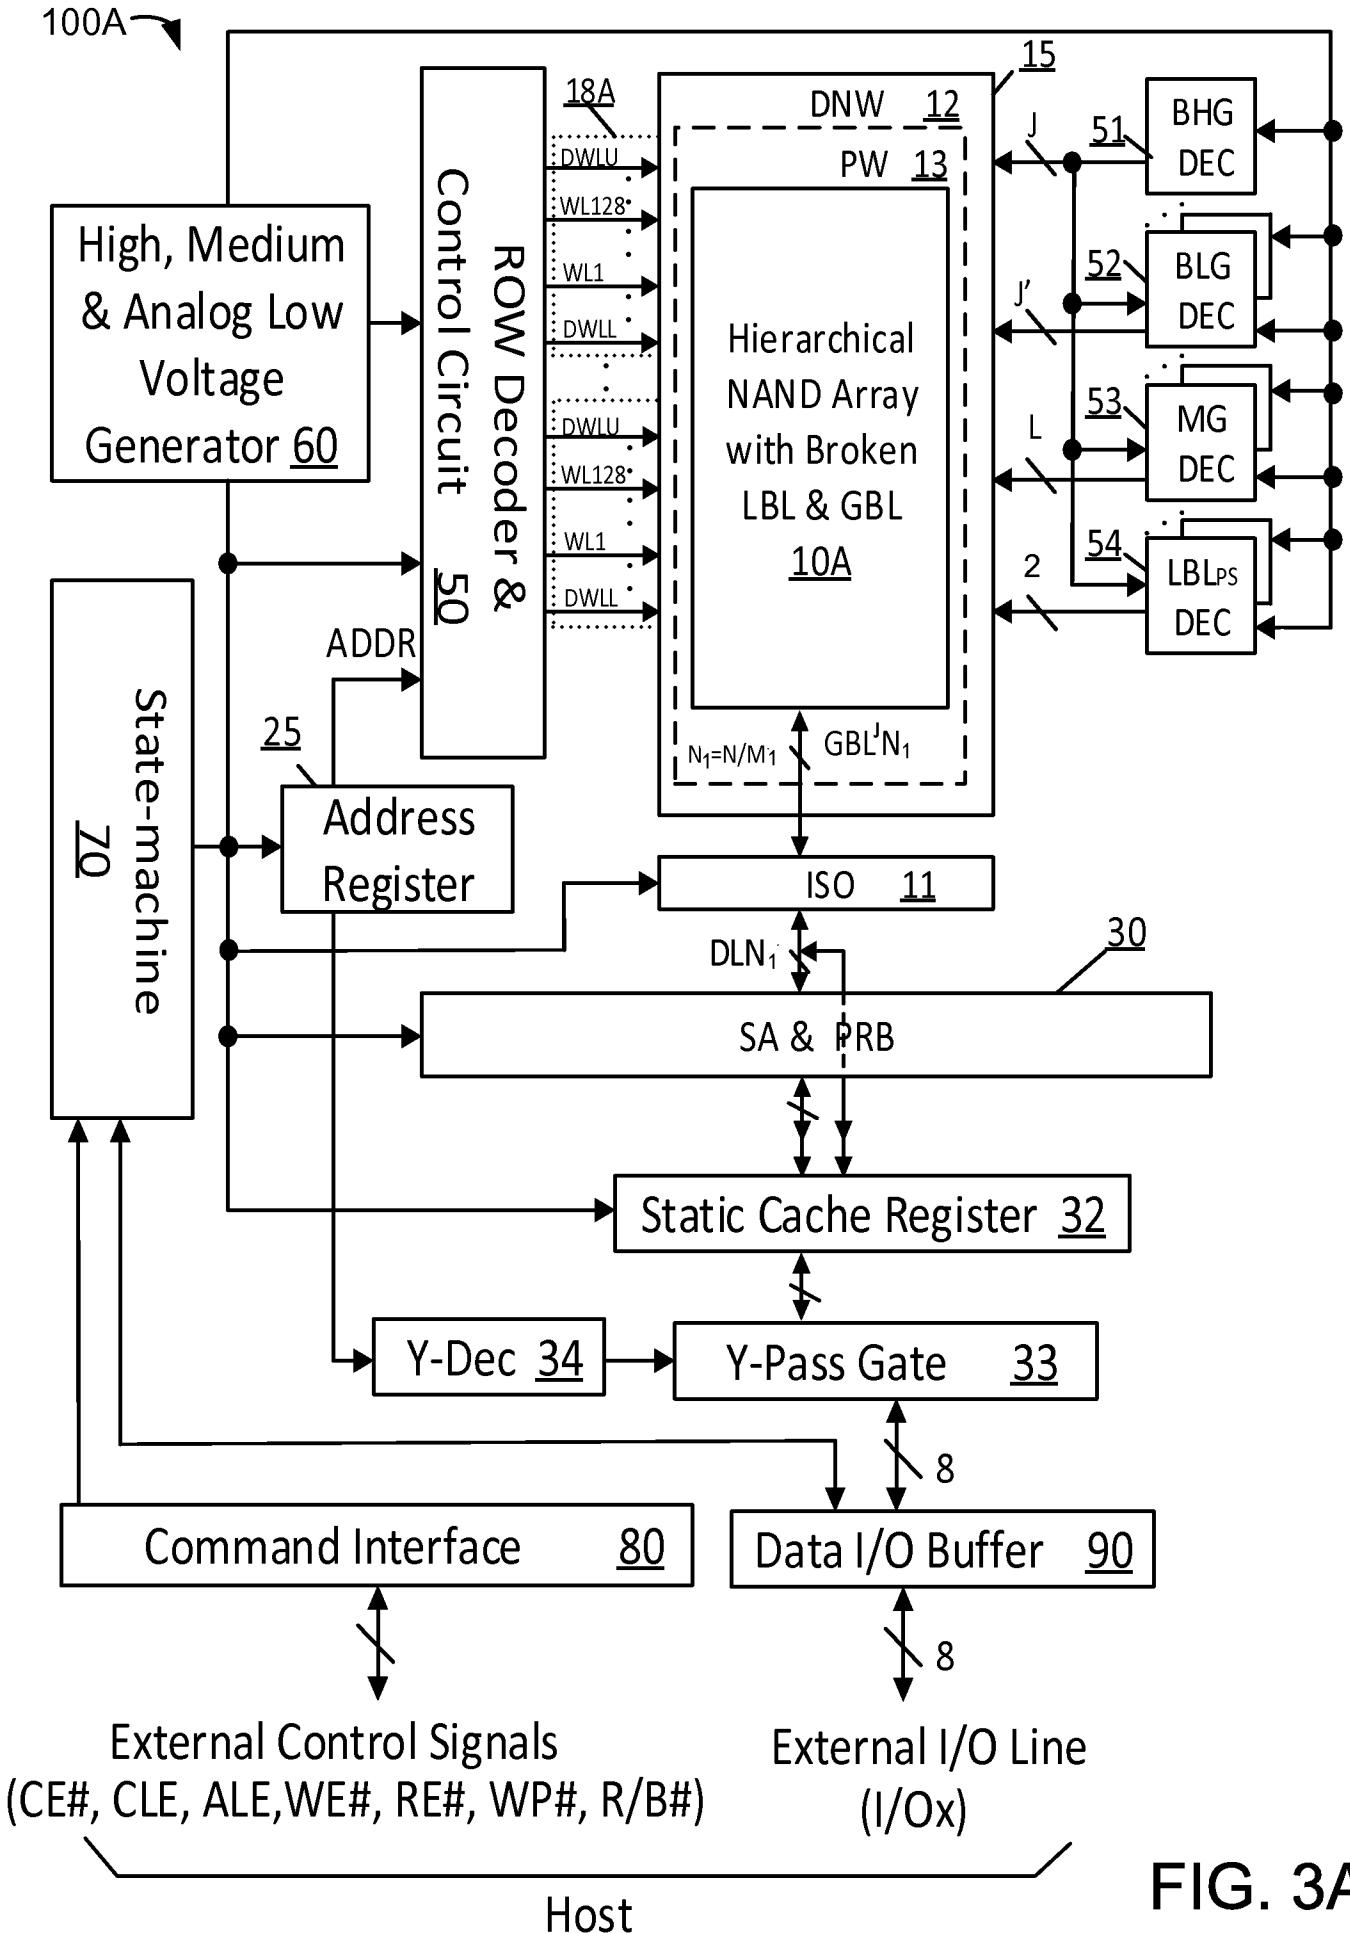 100A
High, Medium
& Analog Low
Voltage
Generator 60
ROW Decoder &
Control Circuit
50
18A
DWLU
WL128
WL1
DWLL
DWLU
WL128
WL1
DWLL
15
DNW 12
PW 13
Hierarchical
NAND Array
with Broken
LBL & GBL
10A
N1=N/M1
GBLJN1
J
J'
L
2
51
BHG
DEC
52
BLG
DEC
53
MG
DEC
54
LBLPS
DEC
ADDR
State-machine
70
25
Address
Register
ISO 11
DLN1
30
SA & PRB
Static Cache Register 32
Y-Dec 34
Y-Pass Gate 33
8
Command Interface 80
Data I/O Buffer 90
8
External Control Signals
(CE#, CLE, ALE,WE#, RE#, WP#, R/B#)
External I/O Line
(I/Ox)
Host
FIG. 3A